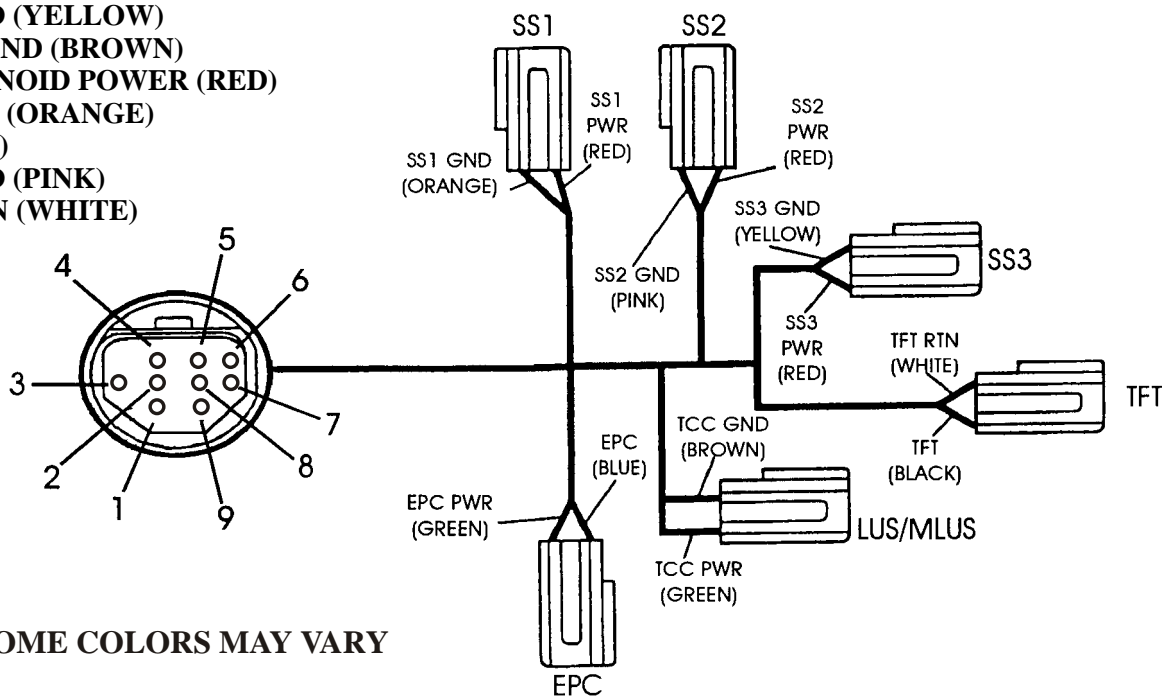 (YELLOW)
(BROWN)
POWER (RED)
(ORANGE)
(PINK)
(WHITE)
SS1
SS2
SS1
PWR
(RED)
SS1 GND
(ORANGE)
SS2
PWR
(RED)
SS2 GND
(PINK)
SS3 GND
(YELLOW)
SS3
SS3
PWR
(RED)
TFT RTN
(WHITE)
TFT
TFT
(BLACK)
4
5
6
3
7
2
8
1
9
EPC
(BLUE)
TCC GND
(BROWN)
EPC PWR
(GREEN)
LUS/MLUS
TCC PWR
(GREEN)
COLORS MAY VARY
EPC